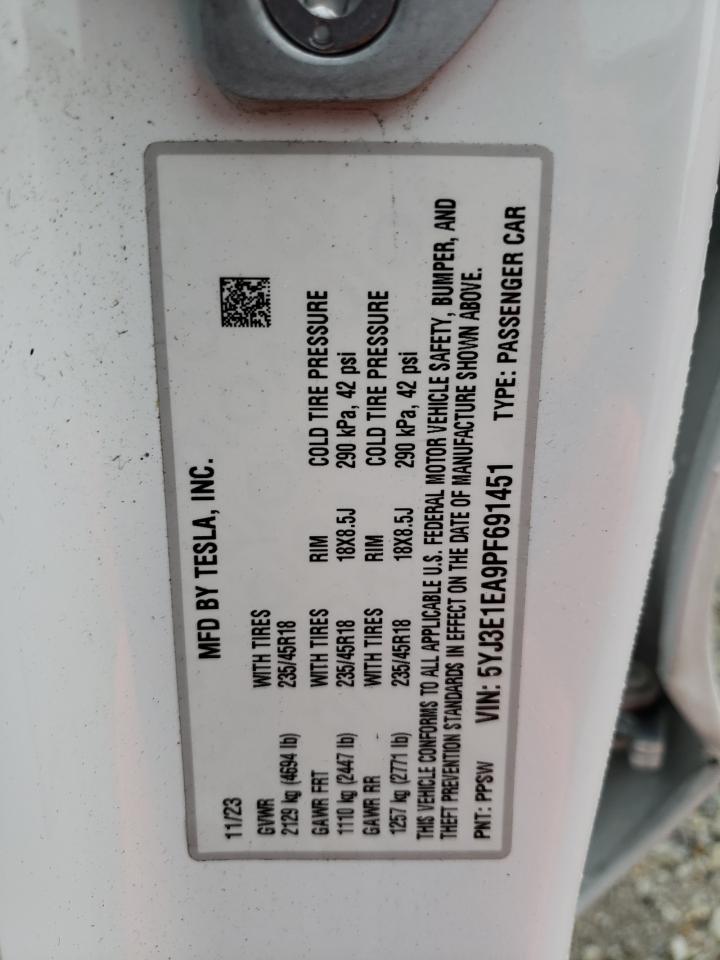 MFD BY TESLA, INC.
11/23
GVWR WITH TIRES
2129 kg (4694 lb) 235/45R18
GAWR FRT WITH TIRES RIM COLD TIRE PRESSURE
1110 kg (2447 lb) 235/45R18 18X8.5J 290 kPa, 42 psi
GAWR RR WITH TIRES RIM COLD TIRE PRESSURE
1257 kg (2771 lb) 235/45R18 18X8.5J 290 kPa, 42 psi
THIS VEHICLE CONFORMS TO ALL APPLICABLE U.S. FEDERAL MOTOR VEHICLE SAFETY, BUMPER, AND
THEFT PREVENTION STANDARDS IN EFFECT ON THE DATE OF MANUFACTURE SHOWN ABOVE.
PNT: PPSW VIN: 5YJ3E1EA9PF691451 TYPE: PASSENGER CAR